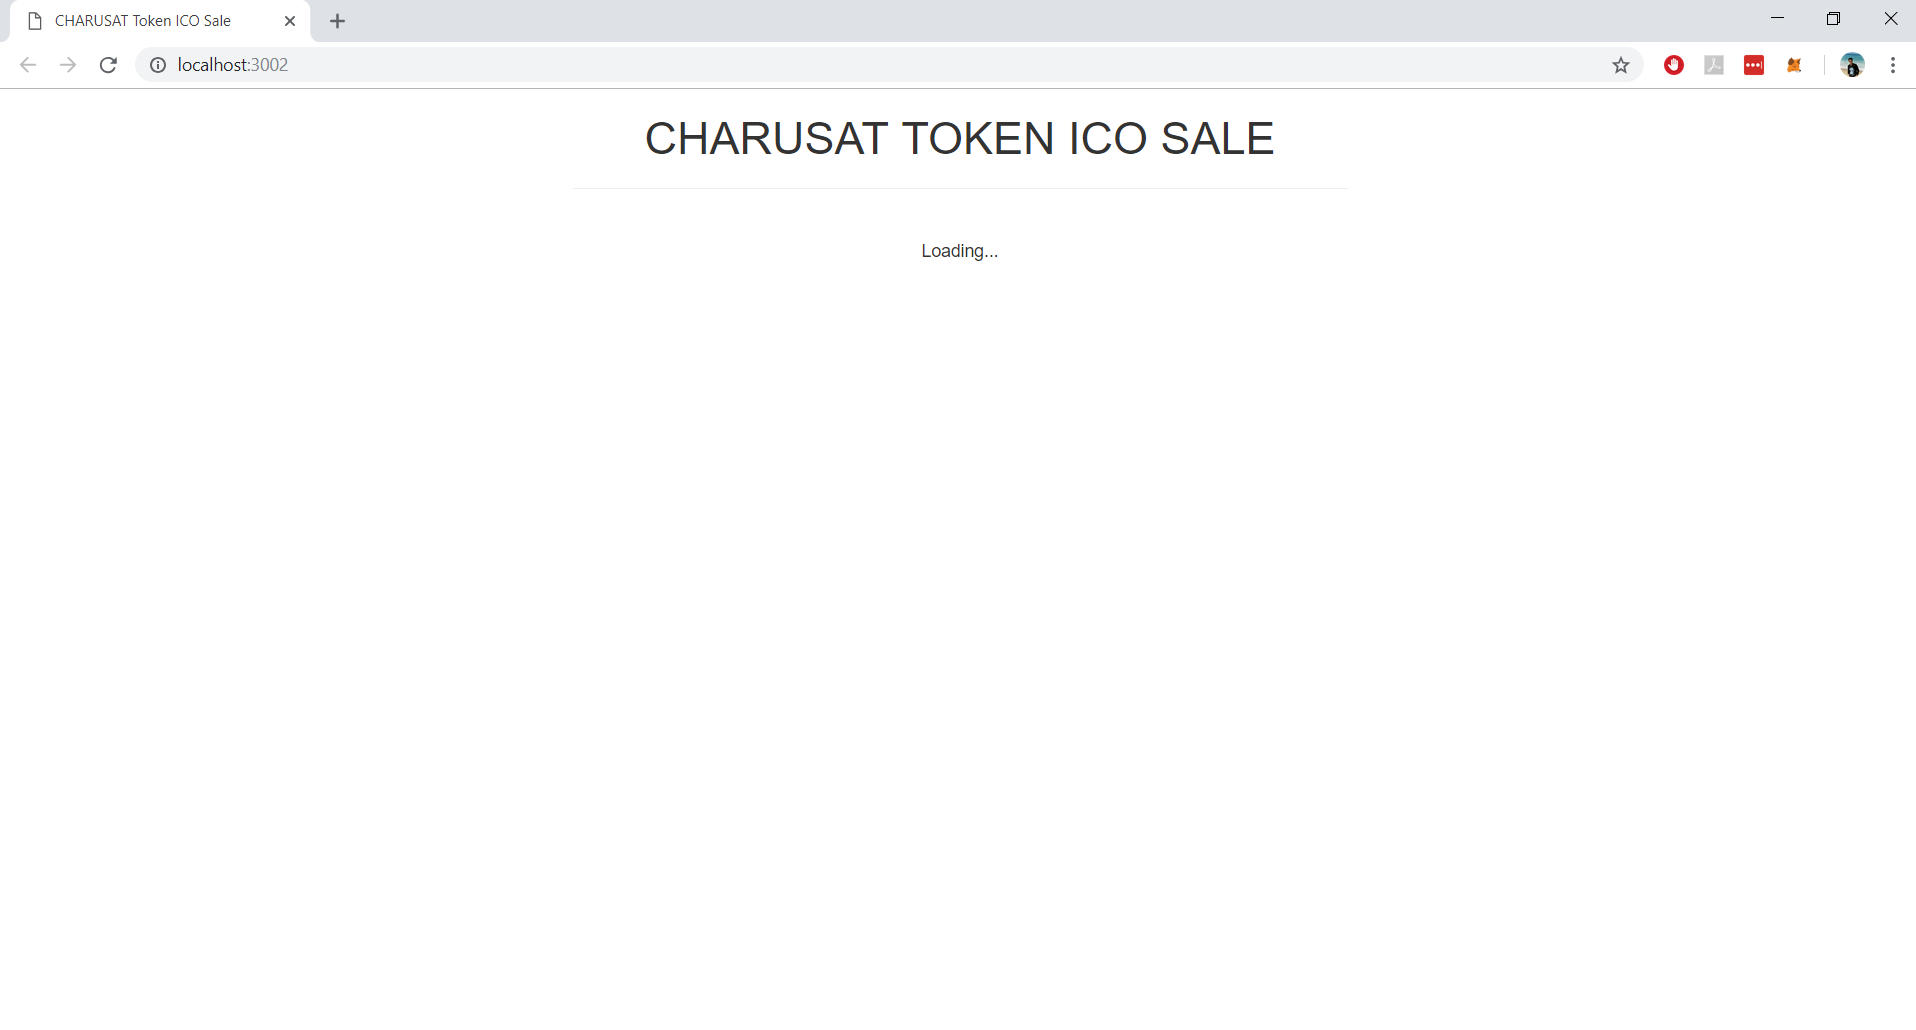 CHARUSAT Token ICO Sale
localhost:3002
CHARUSAT TOKEN ICO SALE
Loading...